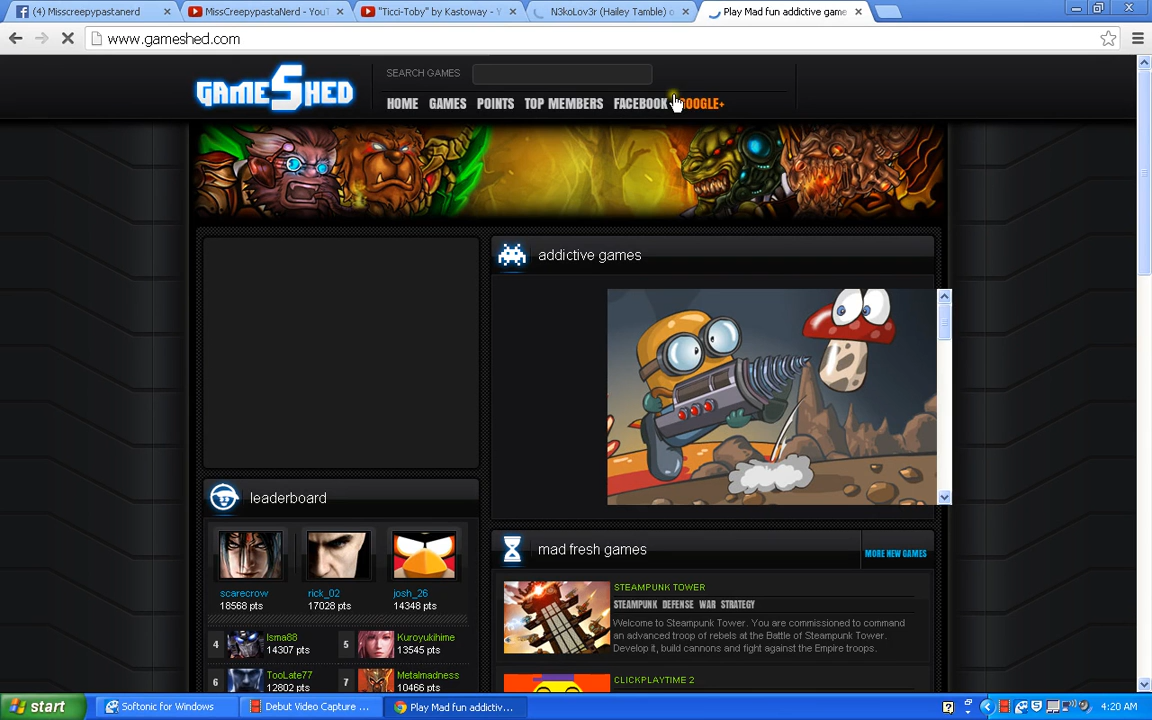 (4) Misscreepypastanerd
MissCreepypastaNerd - YouT
"Ticci-Toby" by Kastoway - Y
N3koLov3r (Hailey Tamble) o
Play Mad fun addictive game
www.gameshed.com
GAMESHED
SEARCH GAMES
HOME GAMES POINTS TOP MEMBERS FACEBOOK OOGLE+
addictive games
leaderboard
scarecrow
18568 pts
rick_02
17028 pts
josh_26
14348 pts
4 Isma88
14307 pts
5 Kuroyukihime
13545 pts
6 TooLate77
12802 pts
7 Metalmadness
10466 pts
mad fresh games
MORE NEW GAMES
STEAMPUNK TOWER
STEAMPUNK DEFENSE WAR STRATEGY
Welcome to Steampunk Tower. You are commissioned to command
an advanced troop of rebels at the Battle of Steampunk Tower.
Develop it, build cannons and fight against the Empire troops.
CLICKPLAYTIME 2
start
Softonic for Windows
Debut Video Capture ...
Play Mad fun addictiv...
4:20 AM